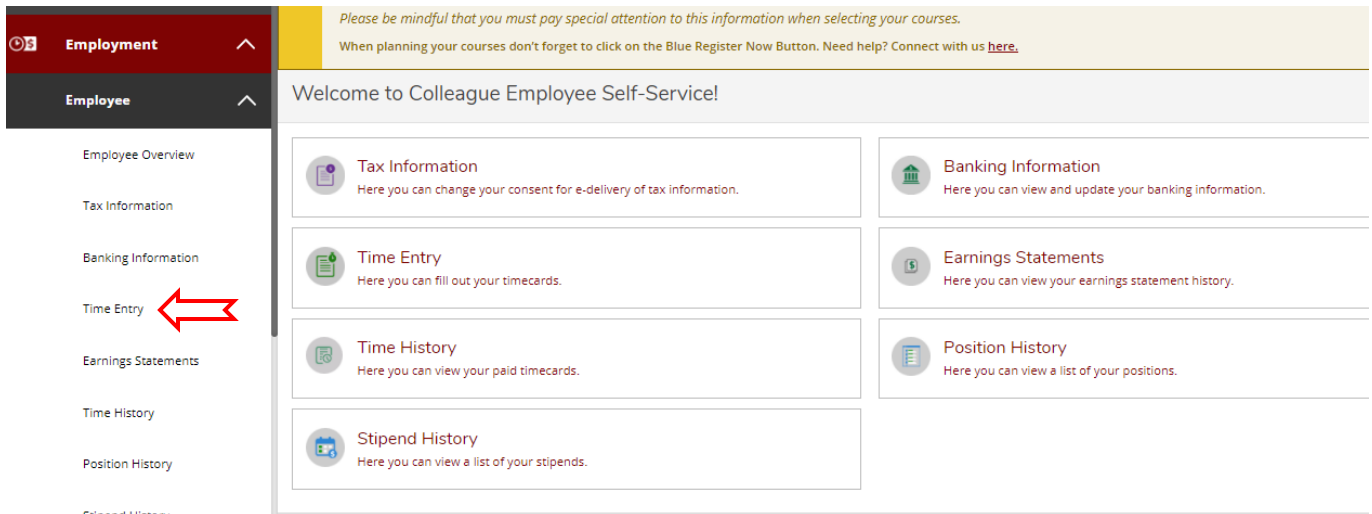 Employment
Employee
Employee Overview
Tax Information
Banking Information
Time Entry
Earnings Statements
Time History
Position History
Stipend History
Please be mindful that you must pay special attention to this information when selecting your courses.
When planning your courses don't forget to click on the Blue Register Now Button. Need help? Connect with us here.
Welcome to Colleague Employee Self-Service!
Tax Information
Here you can change your consent for e-delivery of tax information.
Banking Information
Here you can view and update your banking information.
Time Entry
Here you can fill out your timecards.
Earnings Statements
Here you can view your earnings statement history.
Time History
Here you can view your paid timecards.
Position History
Here you can view a list of your positions.
Stipend History
Here you can view a list of your stipends.